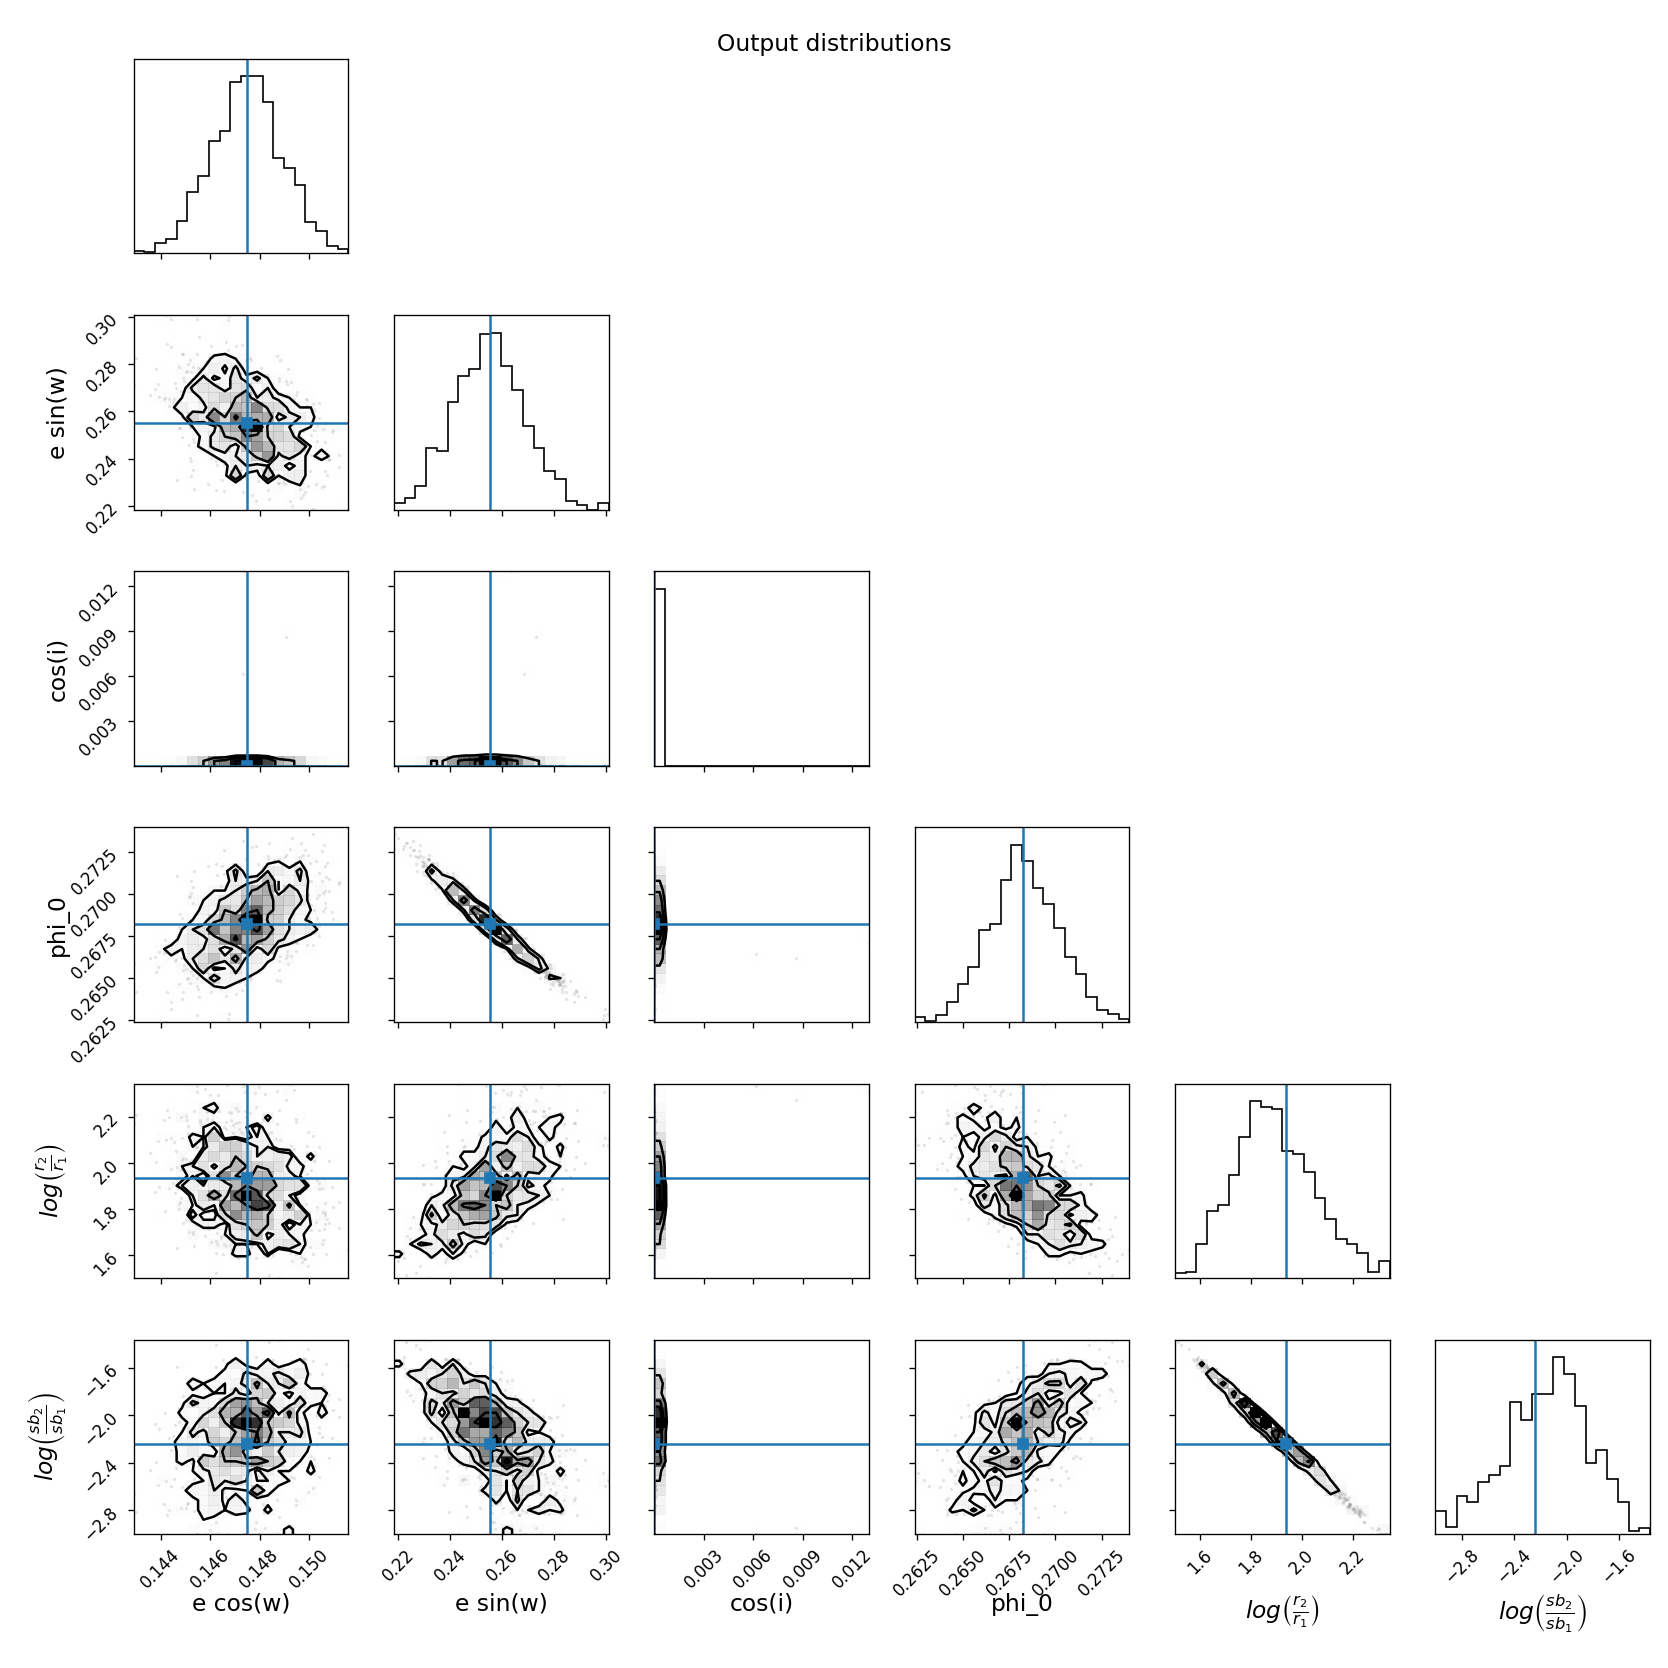 Output distributions
0.30
0.28
0.26
0.24
0.22
e sin(w)
0.012
0.009
0.006
0.003
cos(i)
0.2725
0.2700
0.2675
0.2650
0.2625
phi_0
2.2
2.0
1.8
1.6
log(r₂/r₁)
−1.6
−2.0
−2.4
−2.8
log(sb₂/sb₁)
0.144 0.146 0.148 0.150
0.22 0.24 0.26 0.28 0.30
0.003 0.006 0.009 0.012
0.2625 0.2650 0.2675 0.2700 0.2725
1.6 1.8 2.0 2.2
−2.8 −2.4 −2.0 −1.6
e cos(w) e sin(w) cos(i) phi_0 log(r₂/r₁) log(sb₂/sb₁)